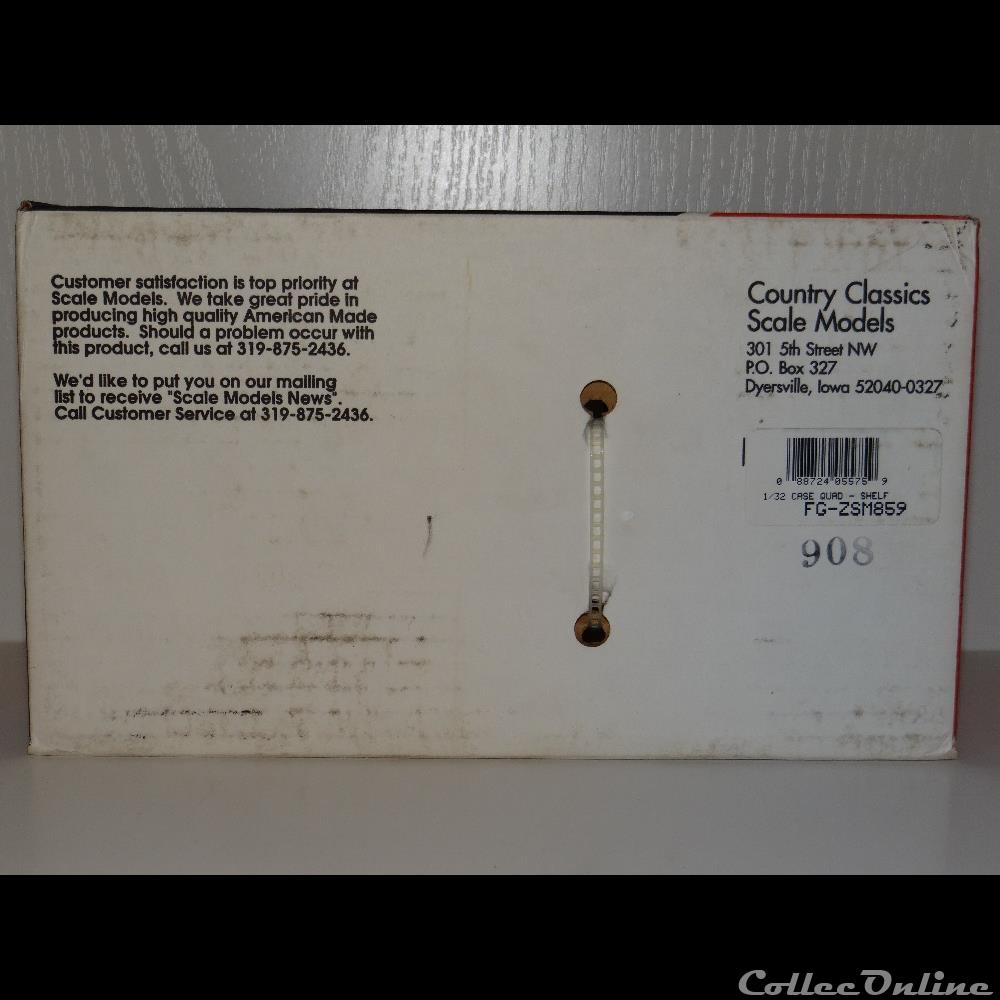 Customer satisfaction is top priority at
Scale Models. We take great pride in
producing high quality American Made
products. Should a problem occur with
this product, call us at 319-875-2436.
We'd like to put you on our mailing
list to receive "Scale Models News".
Call Customer Service at 319-875-2436.
Country Classics
Scale Models
301 5th Street NW
P.O. Box 327
Dyersville, Iowa 52040-0327
0 88724 05575 9
1/32 CASE QUAD - SHELF
FG-ZSM859
908
CollecOnline